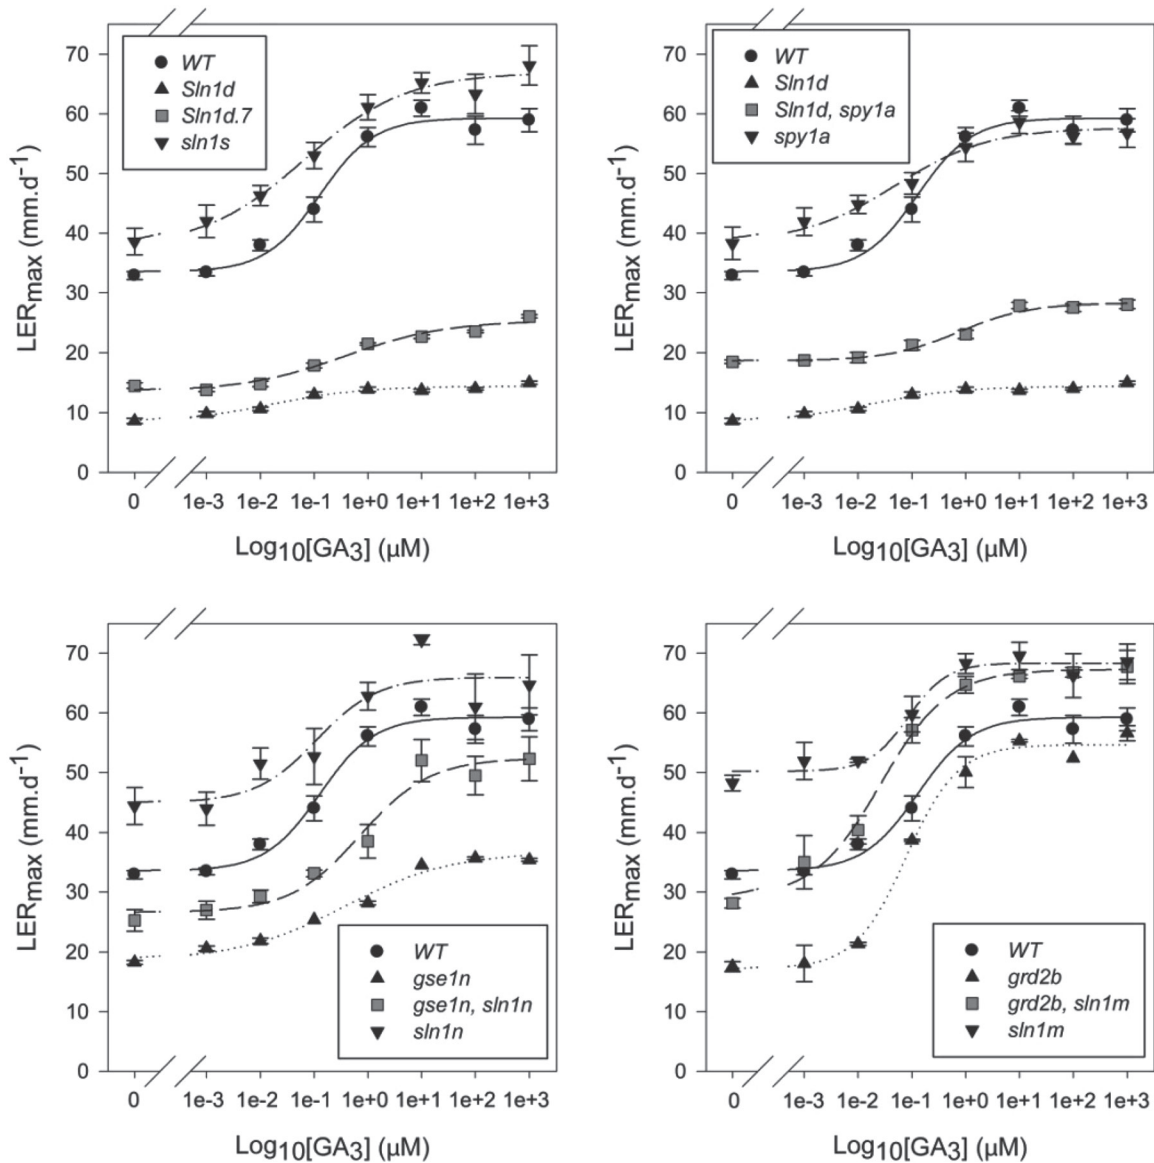 LERmax (mm.d-1)
70
60
50
40
30
20
10
0
WT
Sln1d
Sln1d.7
sln1s
0 1e-3 1e-2 1e-1 1e+0 1e+1 1e+2 1e+3
Log10[GA3] (µM)
LERmax (mm.d-1)
70
60
50
40
30
20
10
0
WT
Sln1d
Sln1d, spy1a
spy1a
0 1e-3 1e-2 1e-1 1e+0 1e+1 1e+2 1e+3
Log10[GA3] (µM)
LERmax (mm.d-1)
70
60
50
40
30
20
10
0
WT
gse1n
gse1n, sln1n
sln1n
0 1e-3 1e-2 1e-1 1e+0 1e+1 1e+2 1e+3
Log10[GA3] (µM)
LERmax (mm.d-1)
70
60
50
40
30
20
10
0
WT
grd2b
grd2b, sln1m
sln1m
0 1e-3 1e-2 1e-1 1e+0 1e+1 1e+2 1e+3
Log10[GA3] (µM)